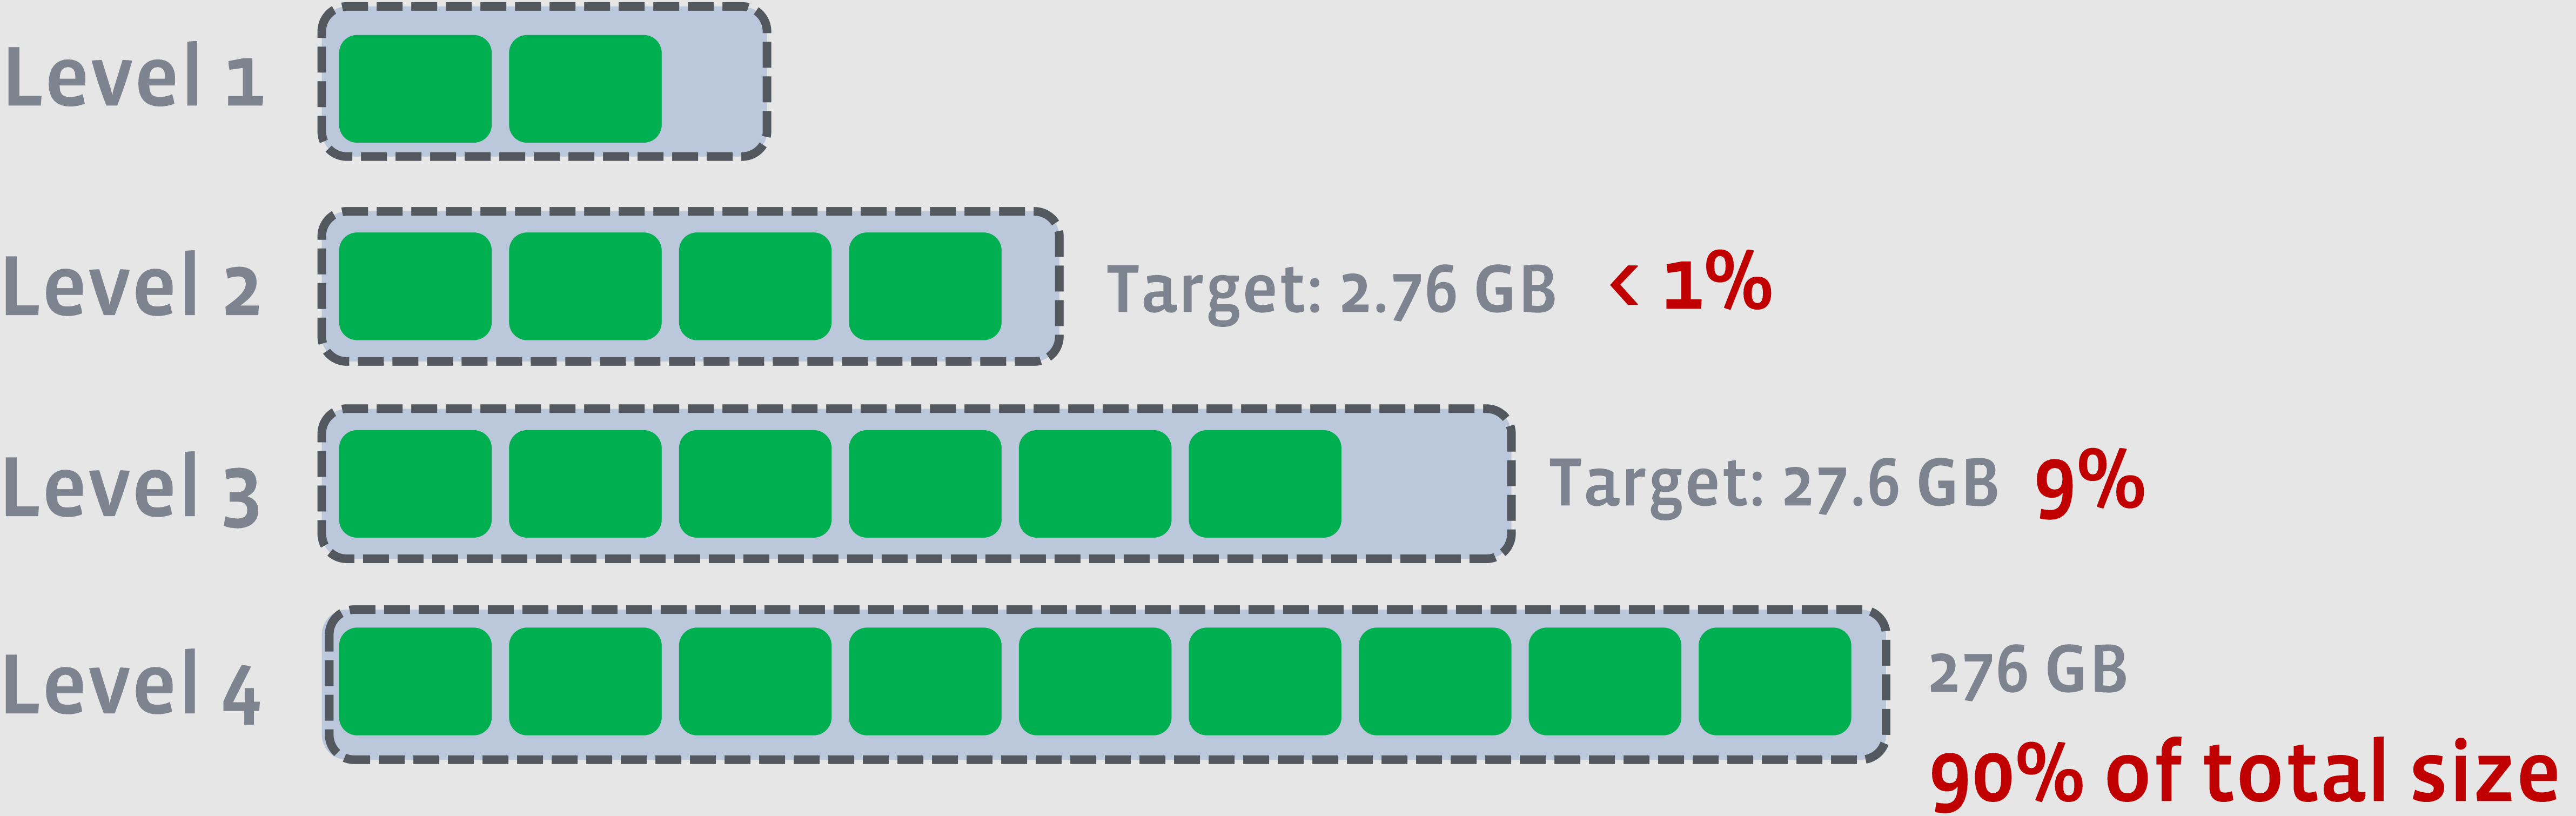 Level 1
Level 2
Target: 2.76 GB < 1%
Level 3
Target: 27.6 GB 9%
Level 4
276 GB
90% of total size